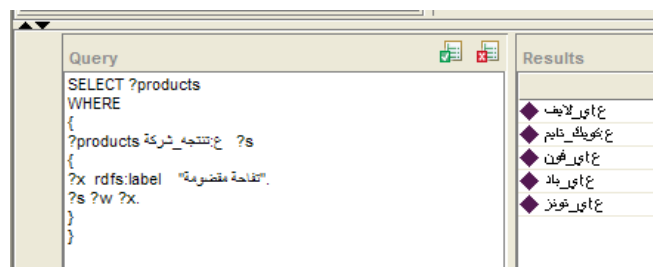 Query
SELECT ?products
WHERE
{
?products ع:تنتجه_شركة ?s
{
?x rdfs:label "تفاحة مقضومة".
?s ?w ?x.
}
}
Results
ع:اي_لايف
ع:كويك_تايم
ع:اي_فون
ع:اي_باد
ع:اي_تونز